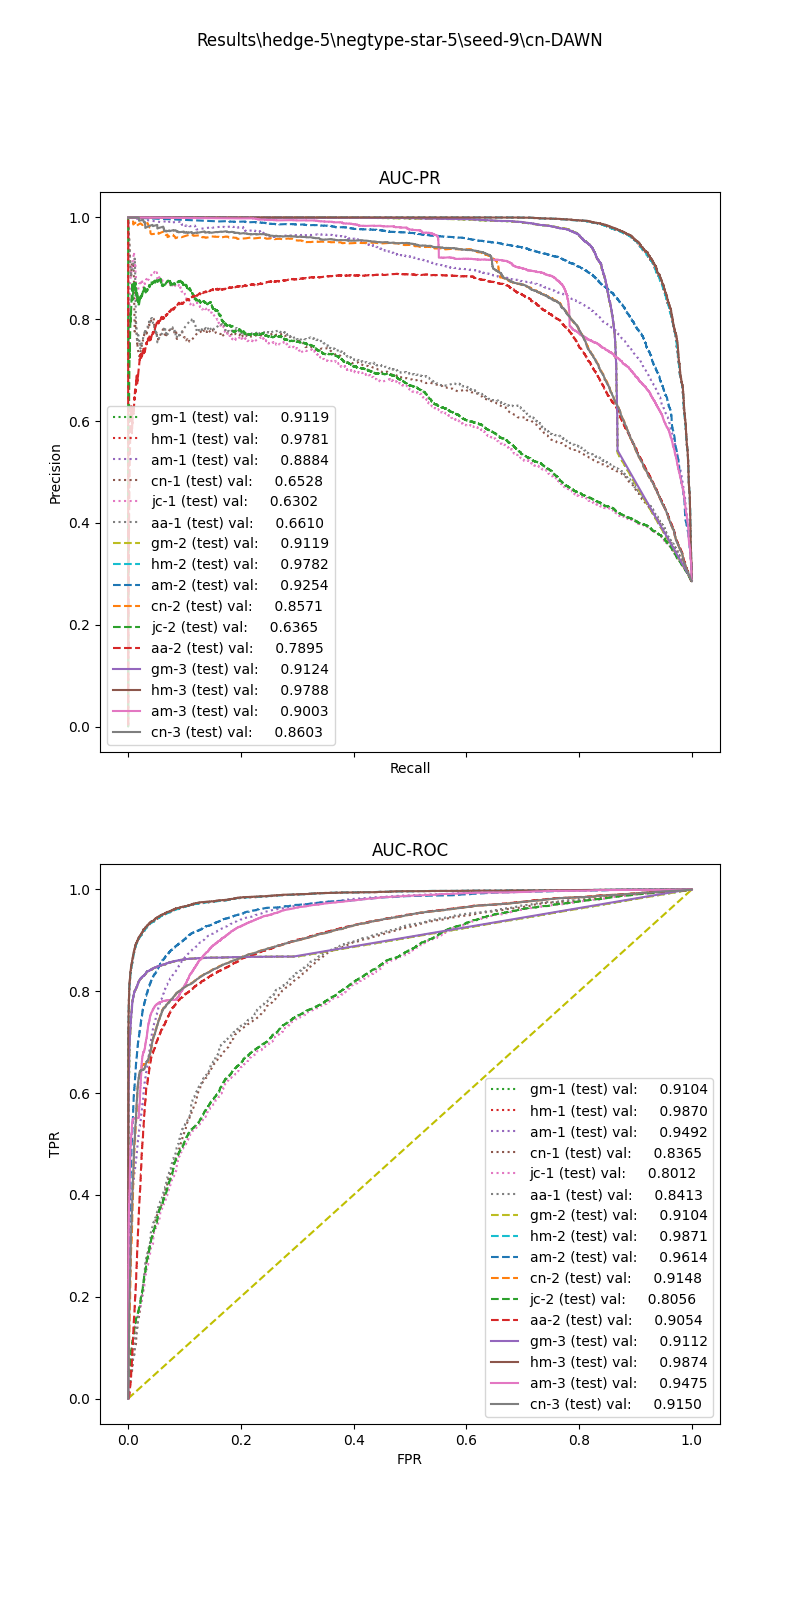 Results\hedge-5\negtype-star-5\seed-9\cn-DAWN
AUC-PR
1.0
0.8
0.6
0.4
0.2
0.0
Precision
gm-1 (test) val: 0.9119
hm-1 (test) val: 0.9781
am-1 (test) val: 0.8884
cn-1 (test) val: 0.6528
jc-1 (test) val: 0.6302
aa-1 (test) val: 0.6610
gm-2 (test) val: 0.9119
hm-2 (test) val: 0.9782
am-2 (test) val: 0.9254
cn-2 (test) val: 0.8571
jc-2 (test) val: 0.6365
aa-2 (test) val: 0.7895
gm-3 (test) val: 0.9124
hm-3 (test) val: 0.9788
am-3 (test) val: 0.9003
cn-3 (test) val: 0.8603
Recall
AUC-ROC
1.0
0.8
0.6
0.4
0.2
0.0
TPR
gm-1 (test) val: 0.9104
hm-1 (test) val: 0.9870
am-1 (test) val: 0.9492
cn-1 (test) val: 0.8365
jc-1 (test) val: 0.8012
aa-1 (test) val: 0.8413
gm-2 (test) val: 0.9104
hm-2 (test) val: 0.9871
am-2 (test) val: 0.9614
cn-2 (test) val: 0.9148
jc-2 (test) val: 0.8056
aa-2 (test) val: 0.9054
gm-3 (test) val: 0.9112
hm-3 (test) val: 0.9874
am-3 (test) val: 0.9475
cn-3 (test) val: 0.9150
0.0 0.2 0.4 0.6 0.8 1.0
FPR